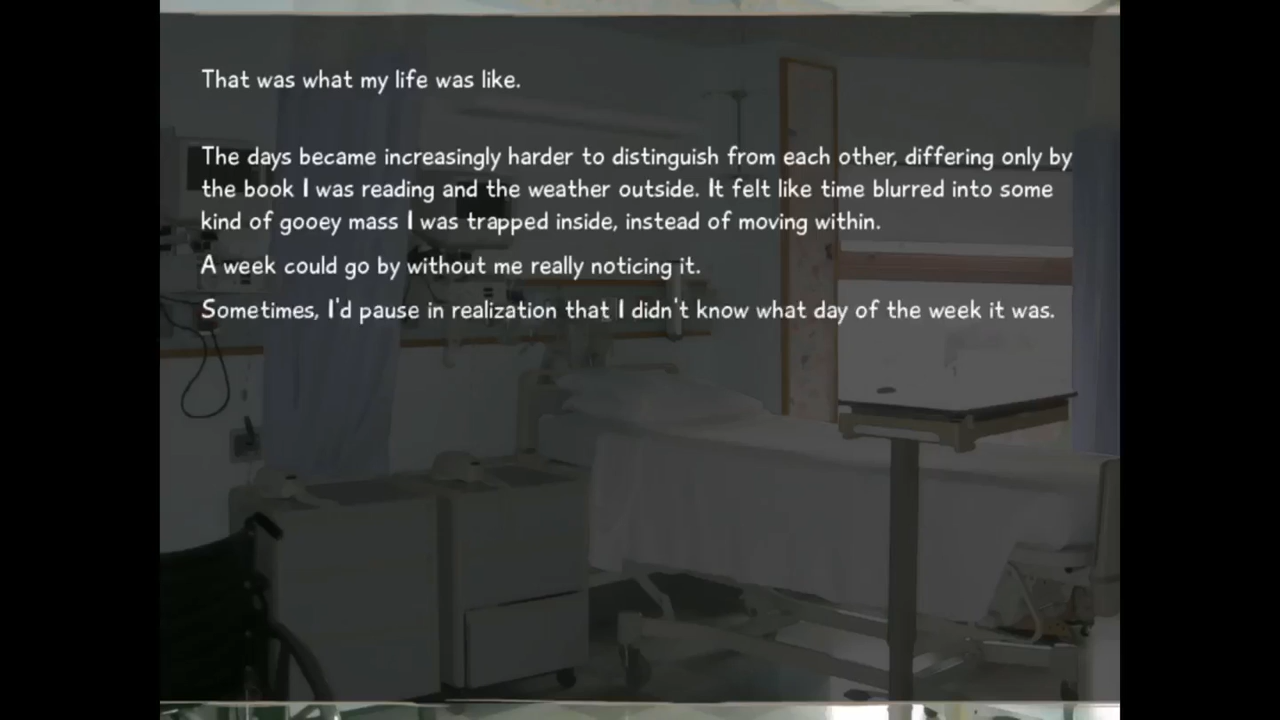 That was what my life was like.
The days became increasingly harder to distinguish from each other, differing only by
the book I was reading and the weather outside. It felt like time blurred into some
kind of gooey mass I was trapped inside, instead of moving within.
A week could go by without me really noticing it.
Sometimes, I'd pause in realization that I didn't know what day of the week it was.